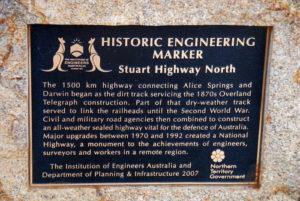 THE INSTITUTION
OF ENGINEERS
AUSTRALIA
HISTORIC ENGINEERING
MARKER
Stuart Highway North
The 1500 km highway connecting Alice Springs and
Darwin began as the dirt track servicing the 1870s Overland
Telegraph construction. Part of that dry-weather track
served to link the railheads until the Second World War.
Civil and military road agencies then combined to construct
an all-weather sealed highway vital for the defence of Australia.
Major upgrades between 1970 and 1992 created a National
Highway, a monument to the achievements of engineers,
surveyors and workers in a remote region.
The Institution of Engineers Australia and
Department of Planning & Infrastructure 2007
Northern
Territory
Government